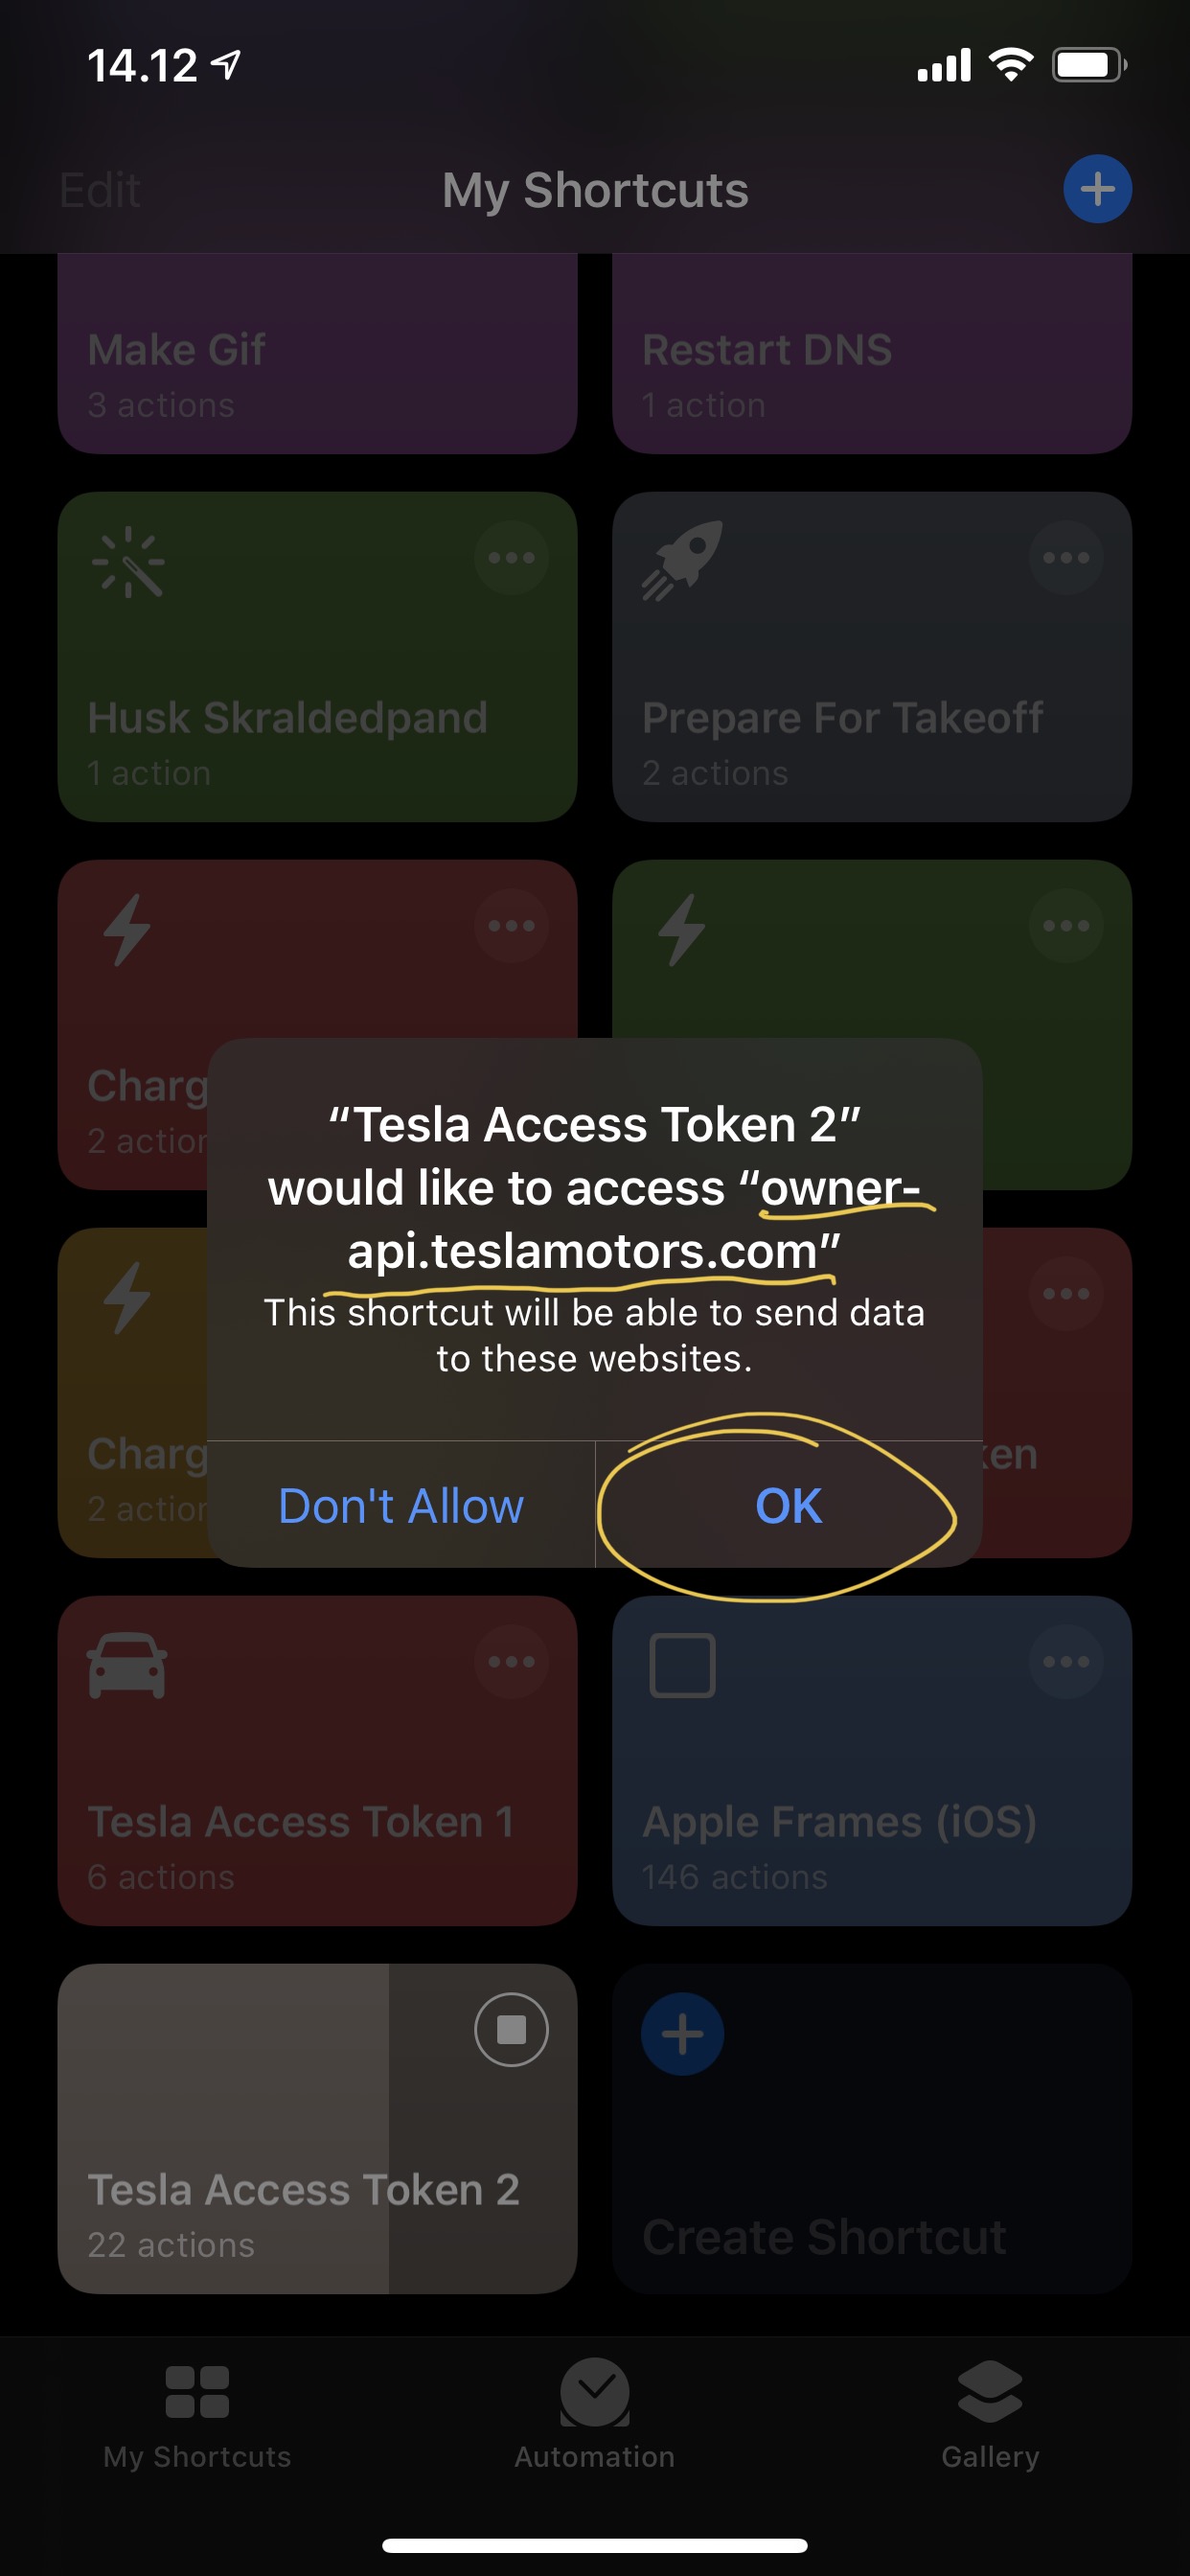 14.12
Edit
My Shortcuts
Make Gif
3 actions
Restart DNS
1 action
Husk Skraldedpand
1 action
Prepare For Takeoff
2 actions
Charg
2 action
“Tesla Access Token 2”
would like to access “owner-
api.teslamotors.com”
This shortcut will be able to send data
to these websites.
Don't Allow
OK
Charg
2 action
ken
Tesla Access Token 1
6 actions
Apple Frames (iOS)
146 actions
Tesla Access Token 2
22 actions
Create Shortcut
My Shortcuts
Automation
Gallery